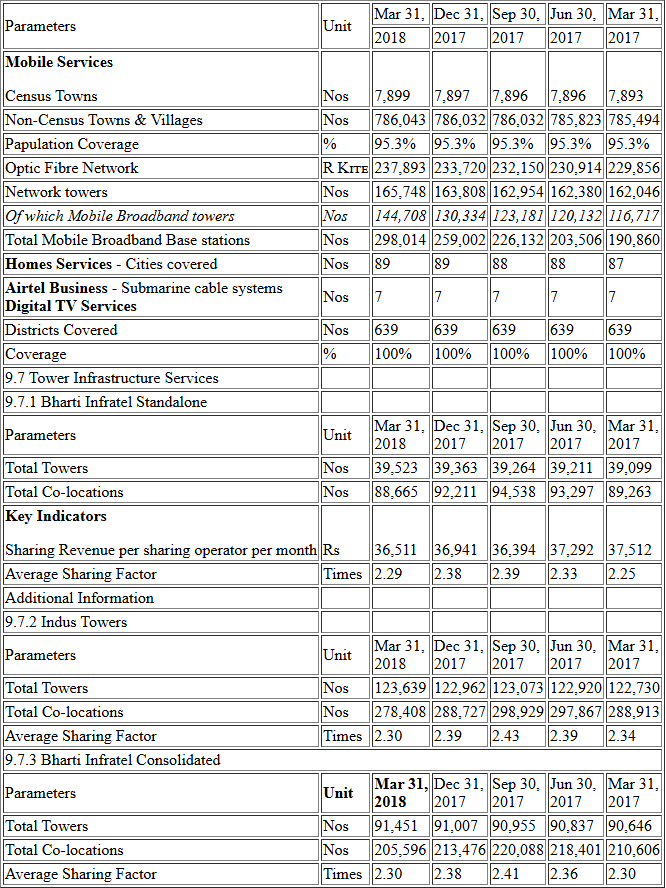 Parameters Unit Mar 31, Dec 31, Sep 30, Jun 30, Mar 31,
2018 2017 2017 2017 2017
Mobile Services
Census Towns Nos 7,899 7,897 7,896 7,896 7,893
Non-Census Towns & Villages Nos 786,043 786,032 786,032 785,823 785,494
Papulation Coverage % 95.3% 95.3% 95.3% 95.3% 95.3%
Optic Fibre Network R KITE 237,893 233,720 232,150 230,914 229,856
Network towers Nos 165,748 163,808 162,954 162,380 162,046
Of which Mobile Broadband towers Nos 144,708 130,334 123,181 120,132 116,717
Total Mobile Broadband Base stations Nos 298,014 259,002 226,132 203,506 190,860
Homes Services - Cities covered Nos 89 89 88 88 87
Airtel Business - Submarine cable systems
Digital TV Services Nos 7 7 7 7 7
Districts Covered Nos 639 639 639 639 639
Coverage % 100% 100% 100% 100% 100%
9.7 Tower Infrastructure Services
9.7.1 Bharti Infratel Standalone
Parameters Unit Mar 31, Dec 31, Sep 30, Jun 30, Mar 31,
2018 2017 2017 2017 2017
Total Towers Nos 39,523 39,363 39,264 39,211 39,099
Total Co-locations Nos 88,665 92,211 94,538 93,297 89,263
Key Indicators
Sharing Revenue per sharing operator per month Rs 36,511 36,941 36,394 37,292 37,512
Average Sharing Factor Times 2.29 2.38 2.39 2.33 2.25
Additional Information
9.7.2 Indus Towers
Parameters Unit Mar 31, Dec 31, Sep 30, Jun 30, Mar 31,
2018 2017 2017 2017 2017
Total Towers Nos 123,639 122,962 123,073 122,920 122,730
Total Co-locations Nos 278,408 288,727 298,929 297,867 288,913
Average Sharing Factor Times 2.30 2.39 2.43 2.39 2.34
9.7.3 Bharti Infratel Consolidated
Parameters Unit Mar 31, Dec 31, Sep 30, Jun 30, Mar 31,
2018 2017 2017 2017 2017
Total Towers Nos 91,451 91,007 90,955 90,837 90,646
Total Co-locations Nos 205,596 213,476 220,088 218,401 210,606
Average Sharing Factor Times 2.30 2.38 2.41 2.36 2.30